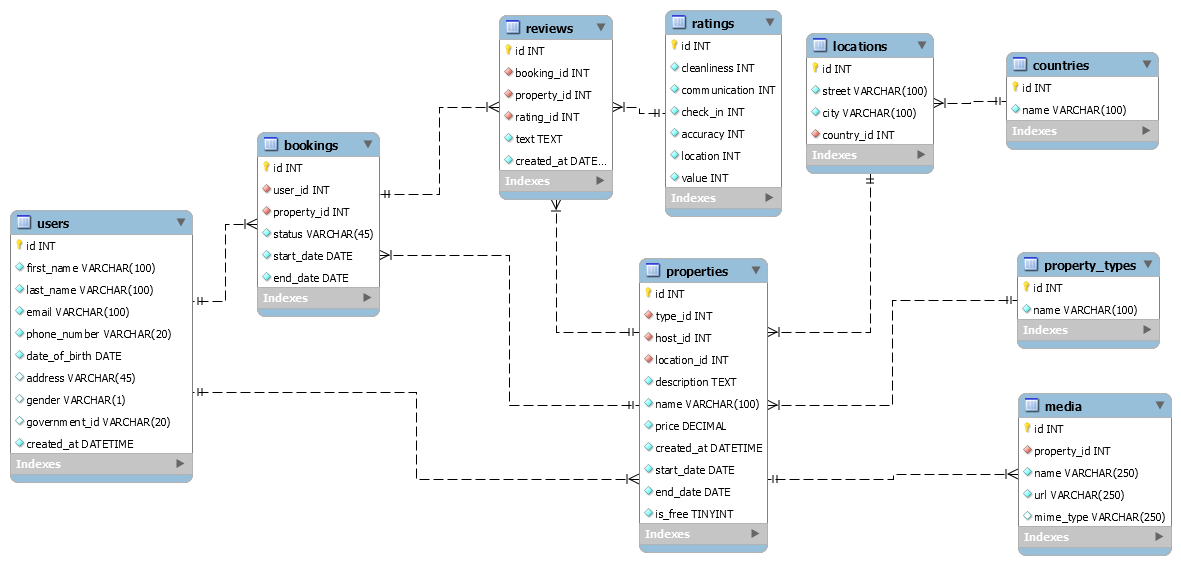 reviews
id INT
booking_id INT
property_id INT
rating_id INT
text TEXT
created_at DATE...
Indexes
ratings
id INT
cleanliness INT
communication INT
check_in INT
accuracy INT
location INT
value INT
Indexes
locations
id INT
street VARCHAR(100)
city VARCHAR(100)
country_id INT
Indexes
countries
id INT
name VARCHAR(100)
Indexes
bookings
id INT
user_id INT
property_id INT
status VARCHAR(45)
start_date DATE
end_date DATE
Indexes
users
id INT
first_name VARCHAR(100)
last_name VARCHAR(100)
email VARCHAR(100)
phone_number VARCHAR(20)
date_of_birth DATE
address VARCHAR(45)
gender VARCHAR(1)
government_id VARCHAR(20)
created_at DATETIME
Indexes
properties
id INT
type_id INT
host_id INT
location_id INT
description TEXT
name VARCHAR(100)
price DECIMAL
created_at DATETIME
start_date DATE
end_date DATE
is_free TINYINT
Indexes
property_types
id INT
name VARCHAR(100)
Indexes
media
id INT
property_id INT
name VARCHAR(250)
url VARCHAR(250)
mime_type VARCHAR(250)
Indexes